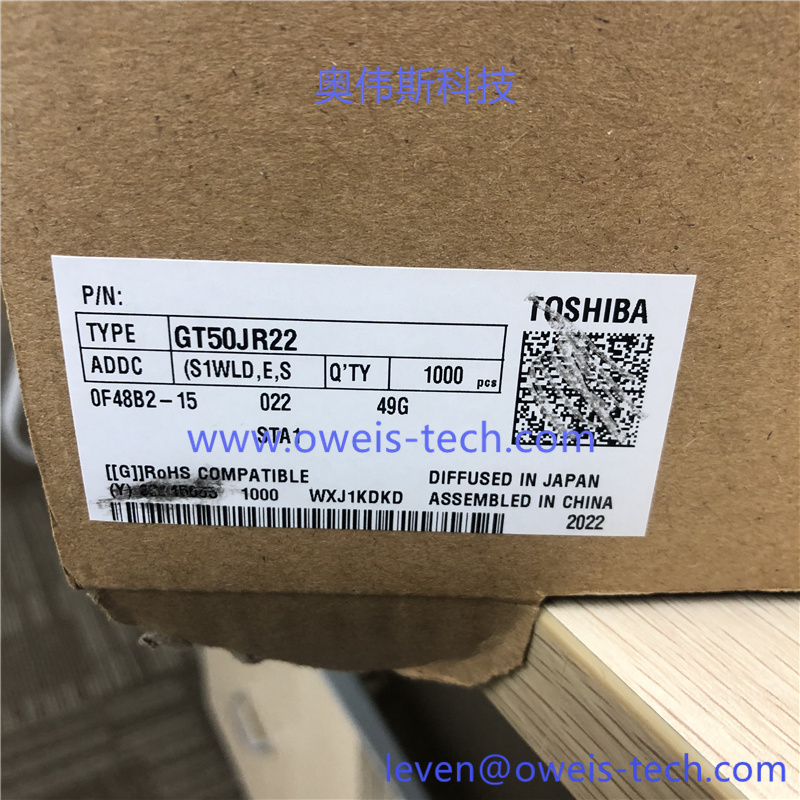 奥伟斯科技
P/N:
TOSHIBA
TYPE GT50JR22
ADDC (S1WLD,E,S Q'TY 1000 pcs
0F48B2-15 022 49G
www.oweis-tech.com
STA1
[[G]]RoHS COMPATIBLE DIFFUSED IN JAPAN
(Y) 1000 WXJ1KDKD ASSEMBLED IN CHINA
2022
leven@oweis-tech.com